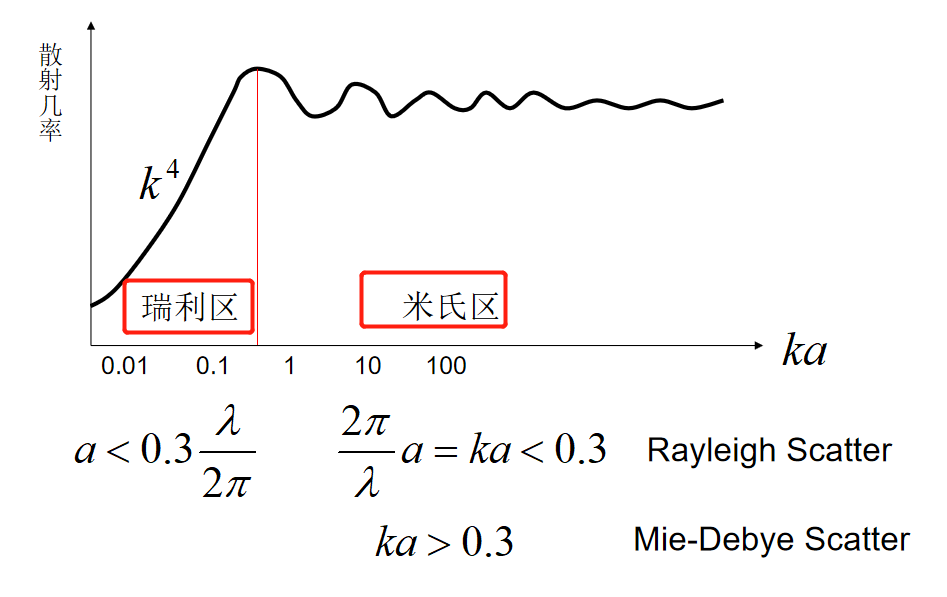 散射几率
k⁴
瑞利区
米氏区
0.01 0.1 1 10 100
ka
a < 0.3 λ/2π 2π/λ a = ka < 0.3 Rayleigh Scatter
ka > 0.3 Mie-Debye Scatter